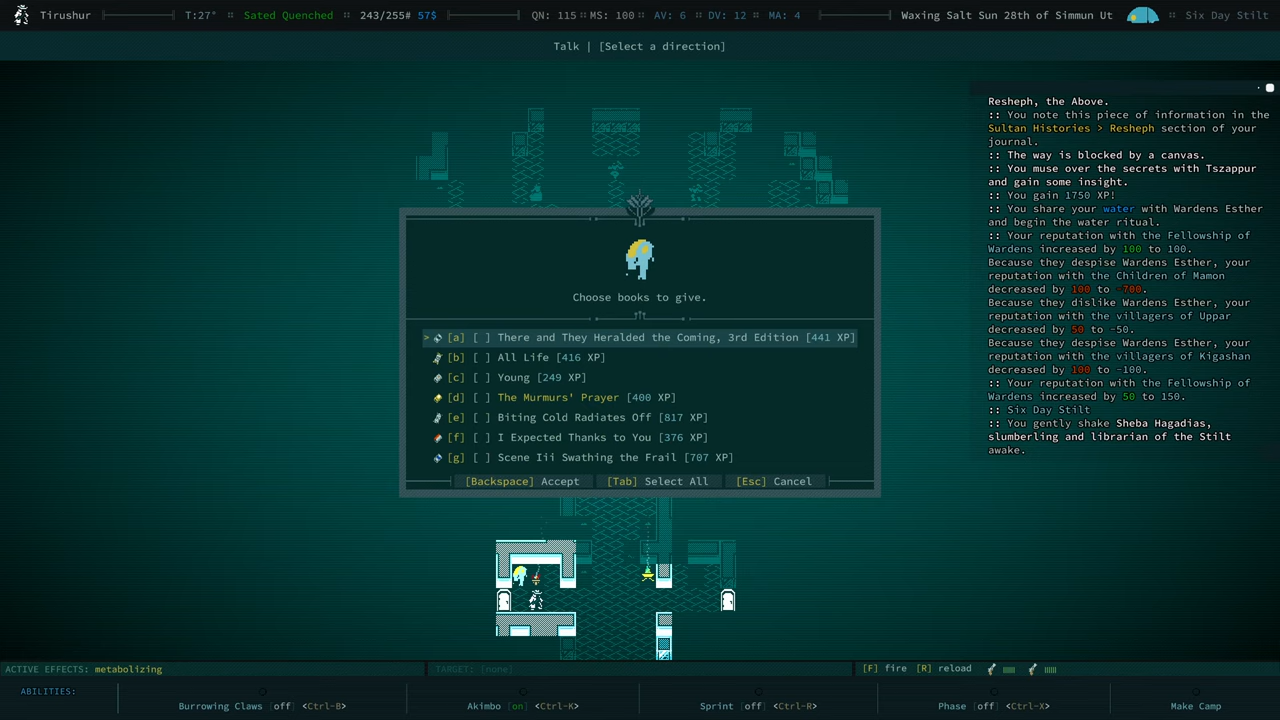 Tirushur T:27° :: Sated Quenched :: 243/255# 57$ QN: 115 :: MS: 100 :: AV: 6 :: DV: 12 :: MA: 4 Waxing Salt Sun 28th of Simmun Ut :: Six Day Stilt
Talk | [Select a direction]
Resheph, the Above.
:: You note this piece of information in the
Sultan Histories > Resheph section of your
journal.
:: The way is blocked by a canvas.
:: You muse over the secrets with Tszappur
and gain some insight.
:: You gain 1750 XP!
:: You share your water with Wardens Esther
and begin the water ritual.
:: Your reputation with the Fellowship of
Wardens increased by 100 to 100.
Because they despise Wardens Esther, your
reputation with the Children of Mamon
decreased by 100 to -700.
Because they dislike Wardens Esther, your
reputation with the villagers of Uppar
decreased by 50 to -50.
Because they despise Wardens Esther, your
reputation with the villagers of Kigashan
decreased by 100 to -100.
:: Your reputation with the Fellowship of
Wardens increased by 50 to 150.
:: Six Day Stilt
:: You gently shake Sheba Hagadias,
slumberling and librarian of the Stilt
awake.
Choose books to give.
> [a] [ ] There and They Heralded the Coming, 3rd Edition [441 XP]
[b] [ ] All Life [416 XP]
[c] [ ] Young [249 XP]
[d] [ ] The Murmurs' Prayer [400 XP]
[e] [ ] Biting Cold Radiates Off [817 XP]
[f] [ ] I Expected Thanks to You [376 XP]
[g] [ ] Scene Iii Swathing the Frail [707 XP]
[Backspace] Accept [Tab] Select All [Esc] Cancel
ACTIVE EFFECTS: metabolizing TARGET: [none] [F] fire [R] reload
ABILITIES: Burrowing Claws [off] <Ctrl-B> Akimbo [on] <Ctrl-K> Sprint [off] <Ctrl-R> Phase [off] <Ctrl-X> Make Camp